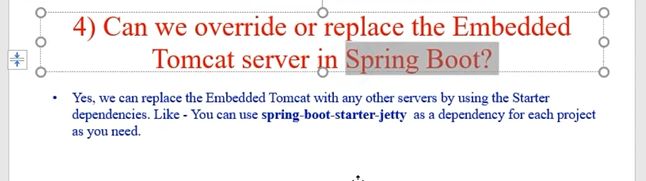 4) Can we override or replace the Embedded
Tomcat server in Spring Boot?
• Yes, we can replace the Embedded Tomcat with any other servers by using the Starter
dependencies. Like - You can use spring-boot-starter-jetty as a dependency for each project
as you need.